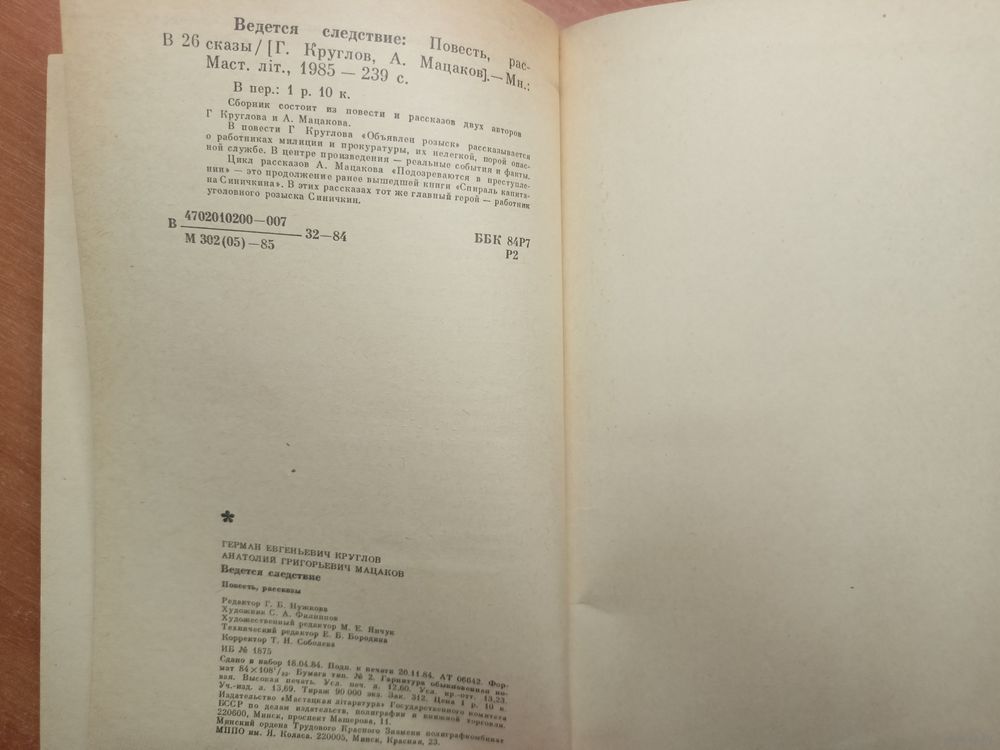 Ведется следствие: Повесть, рас-
В 26 сказы / [Г. Круглов, А. Мацаков].— Мн.:
Маст. літ., 1985 — 239 с.
В пер.: 1 р. 10 к.
Сборник состоит из повести и рассказов двух авторов
Г Круглова и А. Мацакова.
В повести Г Круглова «Объявлен розыск» рассказывается
о работниках милиции и прокуратуры, их нелегкой, порой опас-
ной службе. В центре произведения — реальные события и факты.
Цикл рассказов А. Мацакова «Подозреваются в преступле-
нии» — это продолжение ранее вышедшей книги «Спираль капита-
на Синичкина». В этих рассказах тот же главный герой — работник
уголовного розыска Синичкин.
4702010200—007
В 32—84
М 302(05)—85
ББК 84Р7
Р2
*
ГЕРМАН ЕВГЕНЬЕВИЧ КРУГЛОВ
АНАТОЛИЙ ГРИГОРЬЕВИЧ МАЦАКОВ
Ведется следствие
Повесть, рассказы
Редактор Г. Б. Нужкова
Художник С. А. Филиппов
Художественный редактор М. Е. Янчук
Технический редактор Е. Б. Бородина
Корректор Т. Н. Соболева
ИБ № 1875
Сдано в набор 18.04.84. Подп. к печати 20.11.84. АТ 06642. Фор-
мат 84×108¹/₃₂. Бумага тип. № 2. Гарнитура обыкновенная но-
вая. Высокая печать. Усл. печ. л. 12,60. Усл. кр.-отт. 13,23.
Уч.-изд. л. 13,69. Тираж 90 000 экз. Зак. 312. Цена 1 р. 10 к.
Издательство «Мастацкая літаратура» Государственного комитета
БССР по делам издательств, полиграфии и книжной торговли.
220600, Минск, проспект Машерова, 11.
Минский ордена Трудового Красного Знамени полиграфкомбинат
МППО им. Я. Коласа. 220005, Минск, Красная, 23.